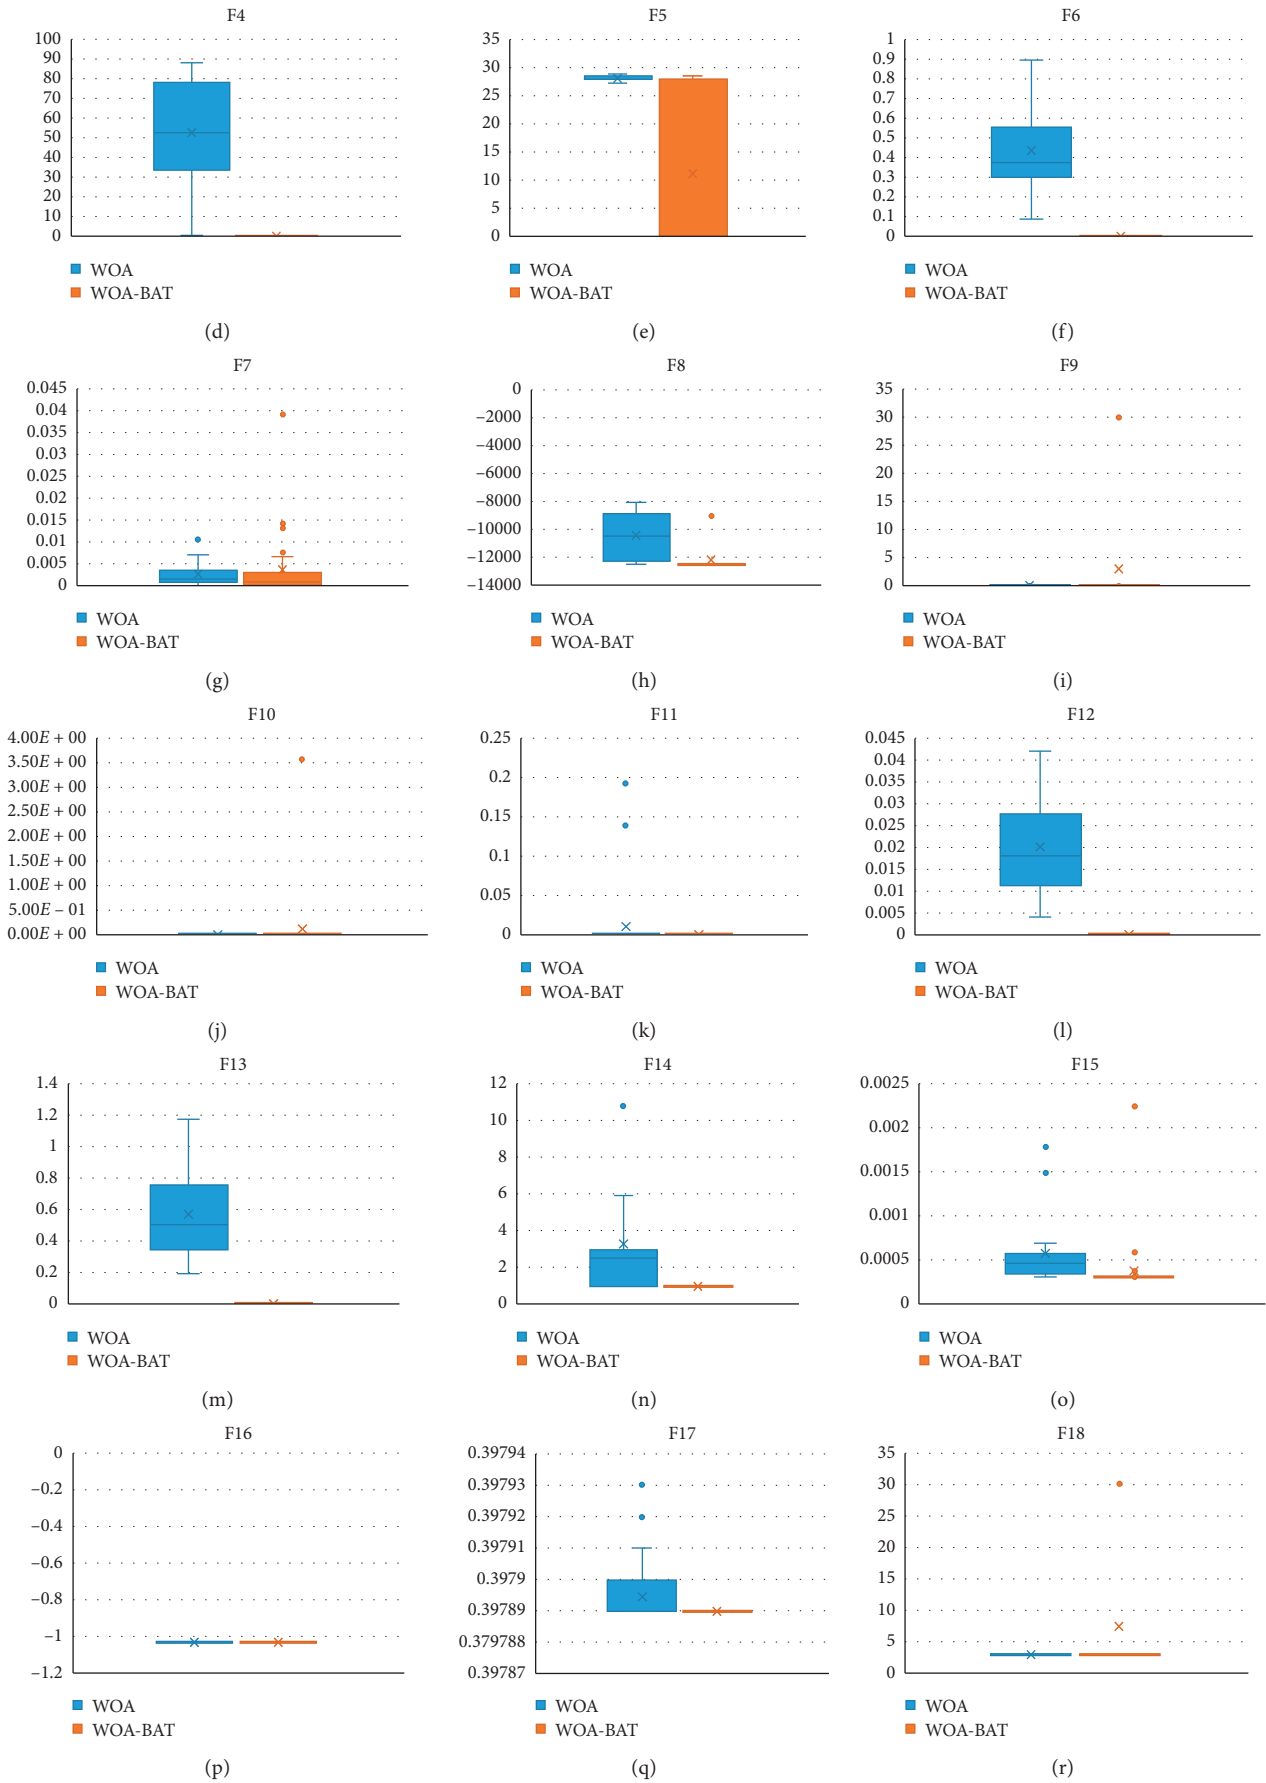 F4
100
90
80
70
60
50
40
30
20
10
0
WOA
WOA-BAT
(d)
F5
35
30
25
20
15
10
5
0
WOA
WOA-BAT
(e)
F6
1
0.9
0.8
0.7
0.6
0.5
0.4
0.3
0.2
0.1
0
WOA
WOA-BAT
(f)
F7
0.045
0.04
0.035
0.03
0.025
0.02
0.015
0.01
0.005
0
WOA
WOA-BAT
(g)
F8
0
−2000
−4000
−6000
−8000
−10000
−12000
−14000
WOA
WOA-BAT
(h)
F9
35
30
25
20
15
10
5
0
WOA
WOA-BAT
(i)
F10
4.00E + 00
3.50E + 00
3.00E + 00
2.50E + 00
2.00E + 00
1.50E + 00
1.00E + 00
5.00E − 01
0.00E + 00
WOA
WOA-BAT
(j)
F11
0.25
0.2
0.15
0.1
0.05
0
WOA
WOA-BAT
(k)
F12
0.045
0.04
0.035
0.03
0.025
0.02
0.015
0.01
0.005
0
WOA
WOA-BAT
(l)
F13
1.4
1.2
1
0.8
0.6
0.4
0.2
0
WOA
WOA-BAT
(m)
F14
12
10
8
6
4
2
0
WOA
WOA-BAT
(n)
F15
0.0025
0.002
0.0015
0.001
0.0005
0
WOA
WOA-BAT
(o)
F16
0
−0.2
−0.4
−0.6
−0.8
−1
−1.2
WOA
WOA-BAT
(p)
F17
0.39794
0.39793
0.39792
0.39791
0.3979
0.39789
0.379788
0.39787
WOA
WOA-BAT
(q)
F18
35
30
25
20
15
10
5
0
WOA
WOA-BAT
(r)